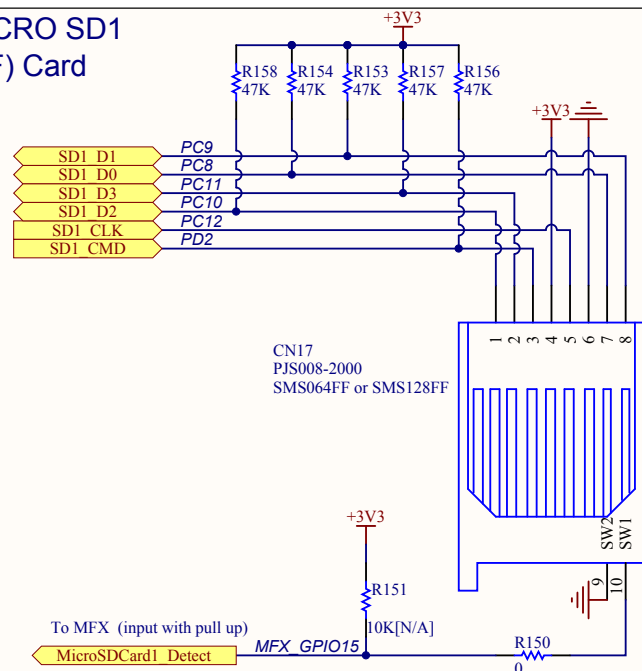 CRO SD1
F) Card
+3V3
R158
47K
R154
47K
R153
47K
R157
47K
R156
47K
+3V3
SD1_D1
PC9
SD1_D0
PC8
SD1_D3
PC11
SD1_D2
PC10
SD1_CLK
PC12
SD1_CMD
PD2
1
2
3
4
5
6
7
8
CN17
PJS008-2000
SMS064FF or SMS128FF
SW2
SW1
9
10
+3V3
R151
10K[N/A]
To MFX (input with pull up)
MicroSDCard1_Detect
MFX_GPIO15
R150
0